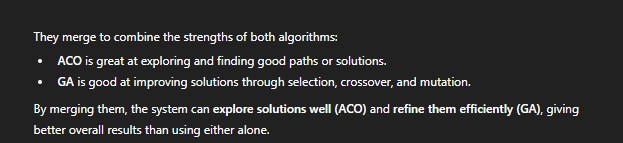 They merge to combine the strengths of both algorithms:
• ACO is great at exploring and finding good paths or solutions.
• GA is good at improving solutions through selection, crossover, and mutation.
By merging them, the system can explore solutions well (ACO) and refine them efficiently (GA), giving
better overall results than using either alone.